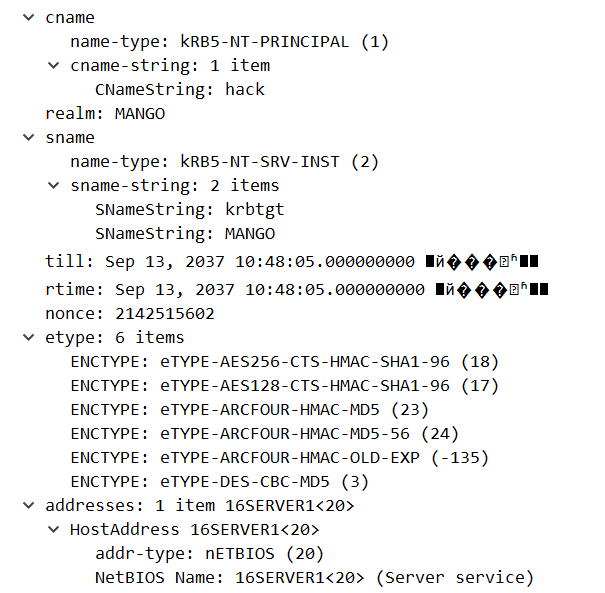 cname
name-type: kRB5-NT-PRINCIPAL (1)
cname-string: 1 item
CNameString: hack
realm: MANGO
sname
name-type: kRB5-NT-SRV-INST (2)
sname-string: 2 items
SNameString: krbtgt
SNameString: MANGO
till: Sep 13, 2037 10:48:05.000000000
rtime: Sep 13, 2037 10:48:05.000000000
nonce: 2142515602
etype: 6 items
ENCTYPE: eTYPE-AES256-CTS-HMAC-SHA1-96 (18)
ENCTYPE: eTYPE-AES128-CTS-HMAC-SHA1-96 (17)
ENCTYPE: eTYPE-ARCFOUR-HMAC-MD5 (23)
ENCTYPE: eTYPE-ARCFOUR-HMAC-MD5-56 (24)
ENCTYPE: eTYPE-ARCFOUR-HMAC-OLD-EXP (-135)
ENCTYPE: eTYPE-DES-CBC-MD5 (3)
addresses: 1 item 16SERVER1<20>
HostAddress 16SERVER1<20>
addr-type: nETBIOS (20)
NetBIOS Name: 16SERVER1<20> (Server service)